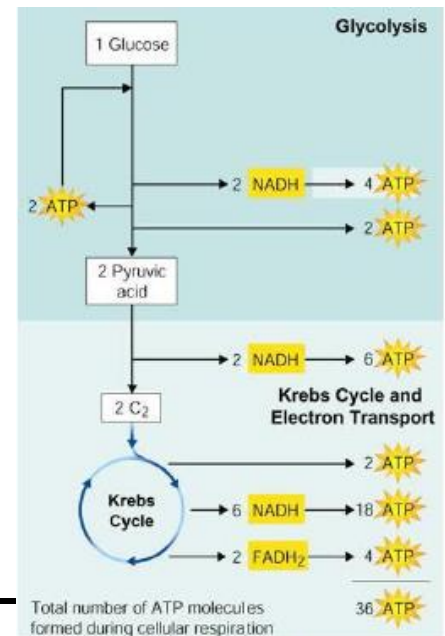 Glycolysis
1 Glucose
2 NADH 4 ATP
2 ATP
2 ATP
2 Pyruvic
acid
2 NADH 6 ATP
Krebs Cycle and
Electron Transport
2 C₂
2 ATP
Krebs
Cycle
6 NADH 18 ATP
2 FADH₂ 4 ATP
Total number of ATP molecules
formed during cellular respiration
36 ATP